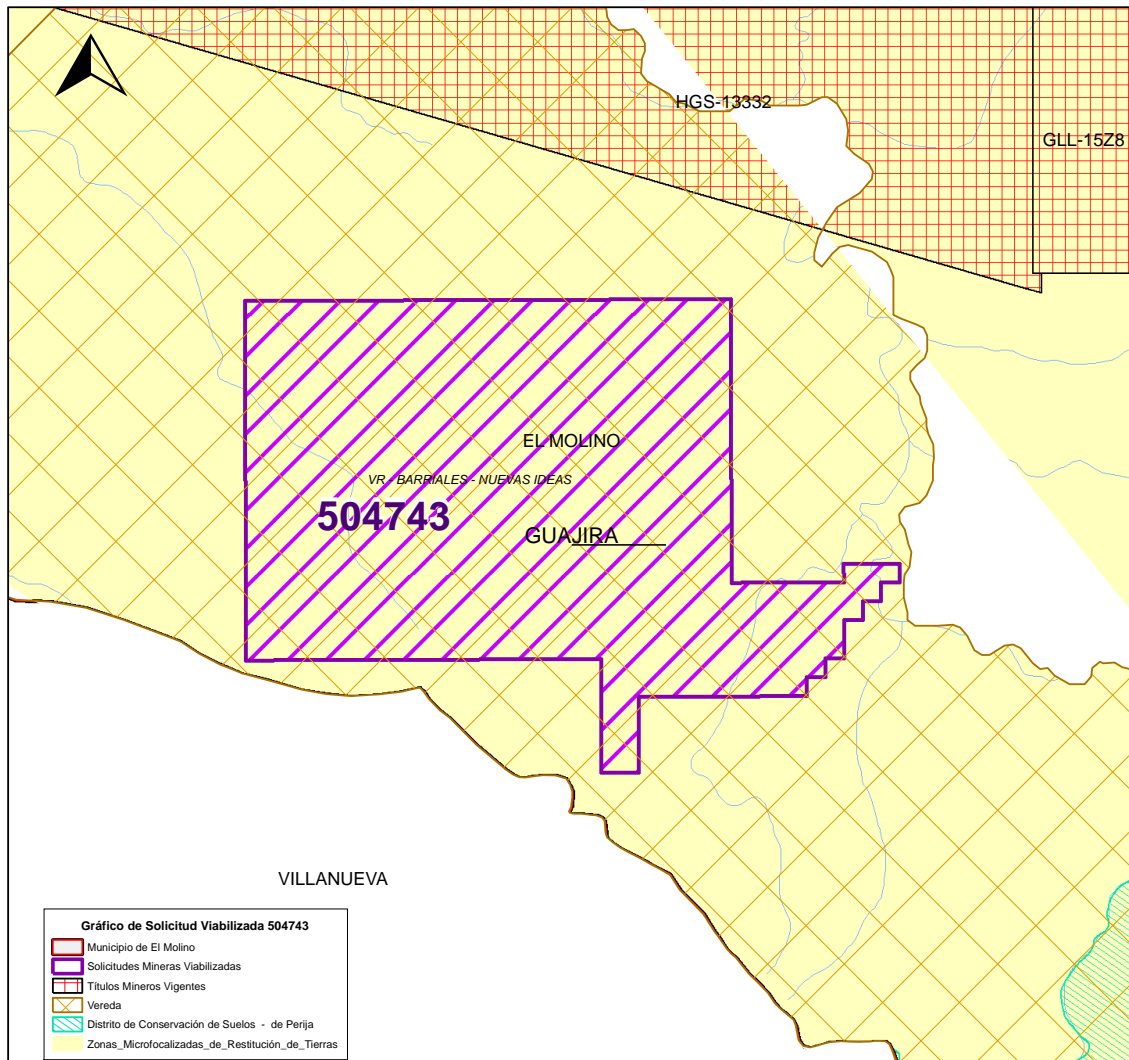 HGS-13332
GLL-15Z8
EL MOLINO
VR - BARRIALES - NUEVAS IDEAS
504743
GUAJIRA
VILLANUEVA
Gráfico de Solicitud Viabilizada 504743
Municipio de El Molino
Solicitudes Mineras Viabilizadas
Títulos Mineros Vigentes
Vereda
Distrito de Conservación de Suelos - de Perija
Zonas_Microfocalizadas_de_Restitución_de_Tierras